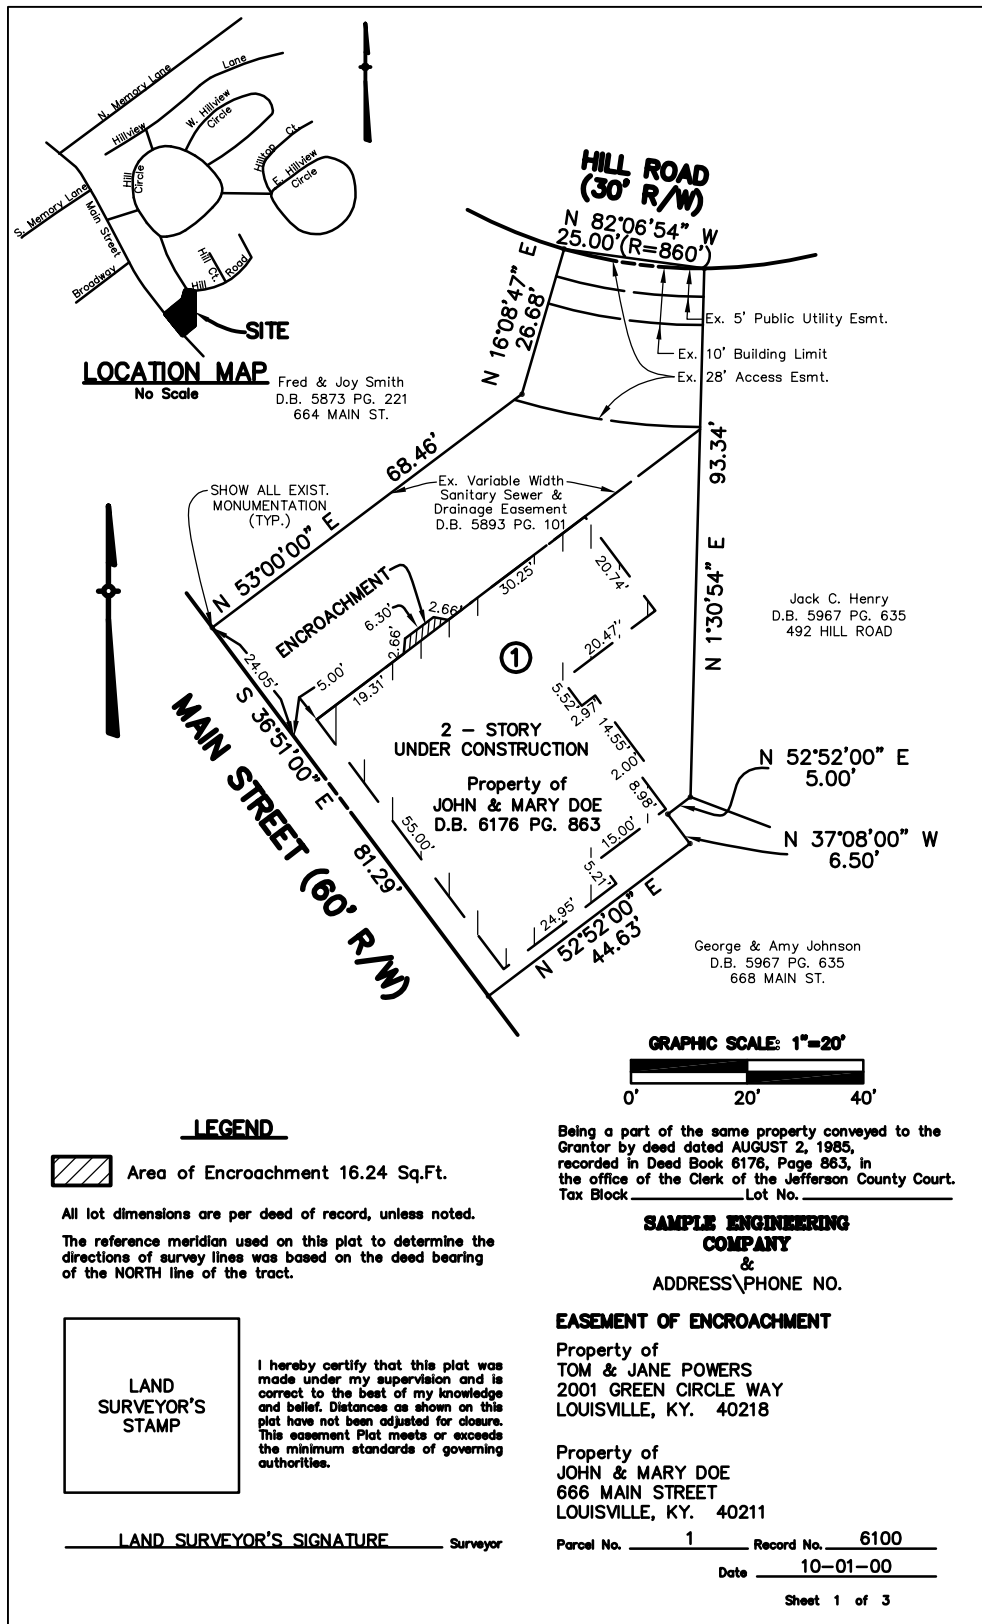 N. Memory Lane
Lane
Hillview
W. Hillview
Circle
Hilltop Ct.
E. Hillview
Circle
Hill
Circle
S. Memory Lane
Main Street
Broadway
Hill
Ct.
Hill Road
SITE
LOCATION MAP
No Scale
HILL ROAD
(30' R/W)
N 82°06'54" W
25.00'(R=860')
N 16°08'47" E
26.68'
Ex. 5' Public Utility Esmt.
Ex. 10' Building Limit
Ex. 28' Access Esmt.
Fred & Joy Smith
D.B. 5873 PG. 221
664 MAIN ST.
68.46'
N 53°00'00" E
93.34'
N 1°30'54" E
SHOW ALL EXIST.
MONUMENTATION
(TYP.)
Ex. Variable Width
Sanitary Sewer &
Drainage Easement
D.B. 5893 PG. 101
ENCROACHMENT
6.30'
2.66'
2.66'
30.25'
20.74'
20.47'
Jack C. Henry
D.B. 5967 PG. 635
492 HILL ROAD
24.05'
5.00'
19.31'
1
5.52'
2.97'
14.55'
2.00'
8.98'
S 36°51'00" E
81.29'
MAIN STREET (60' R/W)
2 - STORY
UNDER CONSTRUCTION
Property of
JOHN & MARY DOE
D.B. 6176 PG. 863
N 52°52'00" E
5.00'
N 37°08'00" W
6.50'
55.00'
15.00'
5.21'
24.95'
N 52°52'00" E
44.63'
George & Amy Johnson
D.B. 5967 PG. 635
668 MAIN ST.
GRAPHIC SCALE: 1"=20'
0' 20' 40'
LEGEND
Area of Encroachment 16.24 Sq.Ft.
All lot dimensions are per deed of record, unless noted.
The reference meridian used on this plat to determine the
directions of survey lines was based on the deed bearing
of the NORTH line of the tract.
Being a part of the same property conveyed to the
Grantor by deed dated AUGUST 2, 1985,
recorded in Deed Book 6176, Page 863, in
the office of the Clerk of the Jefferson County Court.
Tax Block Lot No.
SAMPLE ENGINEERING
COMPANY
&
ADDRESS\PHONE NO.
EASEMENT OF ENCROACHMENT
Property of
TOM & JANE POWERS
2001 GREEN CIRCLE WAY
LOUISVILLE, KY. 40218
Property of
JOHN & MARY DOE
666 MAIN STREET
LOUISVILLE, KY. 40211
Parcel No. 1 Record No. 6100
Date 10-01-00
Sheet 1 of 3
LAND
SURVEYOR'S
STAMP
I hereby certify that this plat was
made under my supervision and is
correct to the best of my knowledge
and belief. Distances as shown on this
plat have not been adjusted for closure.
This easement Plat meets or exceeds
the minimum standards of governing
authorities.
LAND SURVEYOR'S SIGNATURE Surveyor